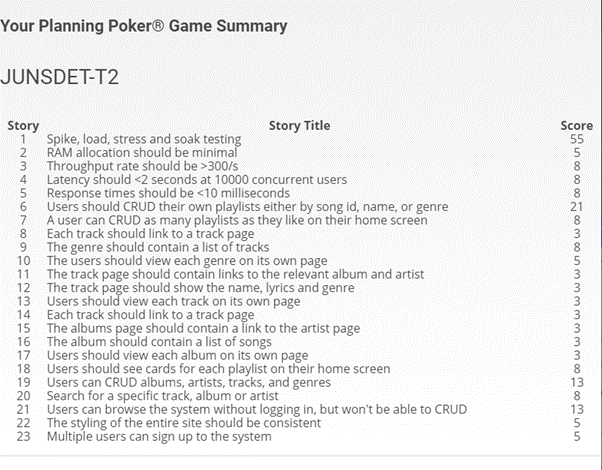 Your Planning Poker® Game Summary
JUNSDET-T2
Story Story Title Score
1 Spike, load, stress and soak testing 55
2 RAM allocation should be minimal 5
3 Throughput rate should be >300/s 8
4 Latency should <2 seconds at 10000 concurrent users 8
5 Response times should be <10 milliseconds 8
6 Users should CRUD their own playlists either by song id, name, or genre 21
7 A user can CRUD as many playlists as they like on their home screen 8
8 Each track should link to a track page 3
9 The genre should contain a list of tracks 8
10 The users should view each genre on its own page 5
11 The track page should contain links to the relevant album and artist 3
12 The track page should show the name, lyrics and genre 3
13 Users should view each track on its own page 3
14 Each track should link to a track page 3
15 The albums page should contain a link to the artist page 3
16 The album should contain a list of songs 3
17 Users should view each album on its own page 3
18 Users should see cards for each playlist on their home screen 8
19 Users can CRUD albums, artists, tracks, and genres 13
20 Search for a specific track, album or artist 8
21 Users can browse the system without logging in, but won't be able to CRUD 13
22 The styling of the entire site should be consistent 5
23 Multiple users can sign up to the system 5